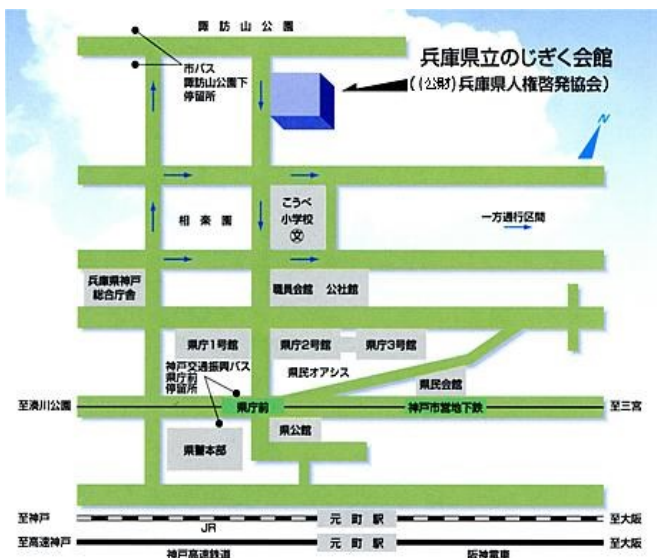 諏訪山公園
市バス
諏訪山公園下
停留所
兵庫県立のじぎく会館
((公財)兵庫県人権啓発協会)
N
こうべ
小学校
文
相楽園
一方通行区間
兵庫県神戸
総合庁舎
職員会館 公社館
県庁1号館
県庁2号館
県庁3号館
神戸交通振興バス
県庁前
停留所
県民オアシス
県民会館
至湊川公園
県庁前
神戸市営地下鉄
至三宮
県警本部
県公館
至神戸
JR
元町駅
至大阪
至高速神戸
神戸高速鉄道
元町駅
阪神電車
至大阪